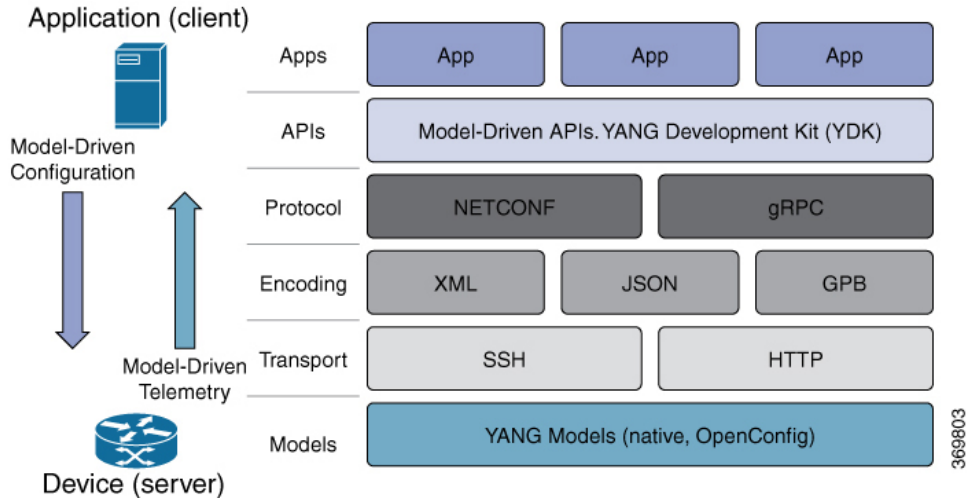 Application (client)
Model-Driven
Configuration
Model-Driven
Telemetry
Device (server)
Apps
App
App
App
APIs
Model-Driven APIs. YANG Development Kit (YDK)
Protocol
NETCONF
gRPC
Encoding
XML
JSON
GPB
Transport
SSH
HTTP
Models
YANG Models (native, OpenConfig)
369803